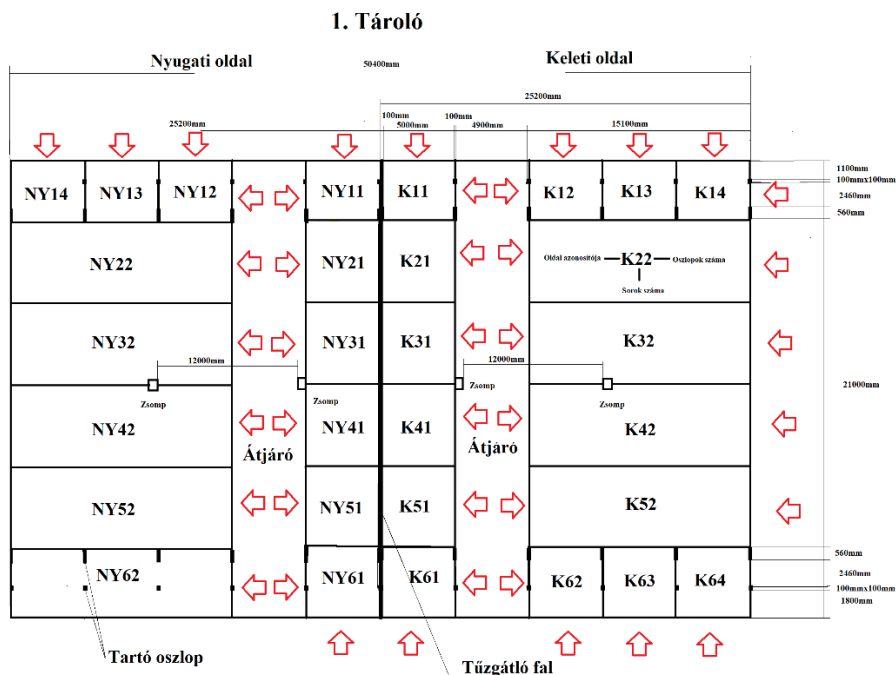 1. Tároló
Nyugati oldal
50400mm
Keleti oldal
25200mm
100mm
100mm
25200mm
5000mm
4900mm
15100mm
NY14
NY13
NY12
NY11
K11
K12
K13
K14
1100mm
100mmx100mm
2460mm
560mm
NY22
NY21
K21
Oldal azonosítója
K22
Oszlopok száma
Sorok száma
NY32
NY31
K31
K32
12000mm
12000mm
Zsomp
Zsomp
Zsomp
Zsomp
21000mm
NY42
Átjáró
NY41
K41
Átjáró
K42
NY52
NY51
K51
K52
NY62
NY61
K61
K62
K63
K64
560mm
2460mm
100mmx100mm
1800mm
Tartó oszlop
Tűzgátló fal